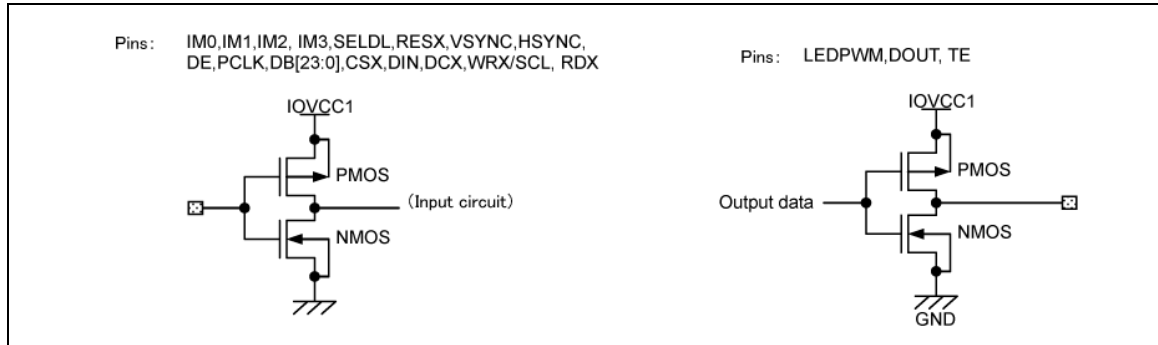 Pins: IM0,IM1,IM2, IM3,SELDL,RESX,VSYNC,HSYNC,
DE,PCLK,DB[23:0],CSX,DIN,DCX,WRX/SCL, RDX
IOVCC1
PMOS
(Input circuit)
NMOS
Pins: LEDPWM,DOUT, TE
IOVCC1
PMOS
Output data
NMOS
GND